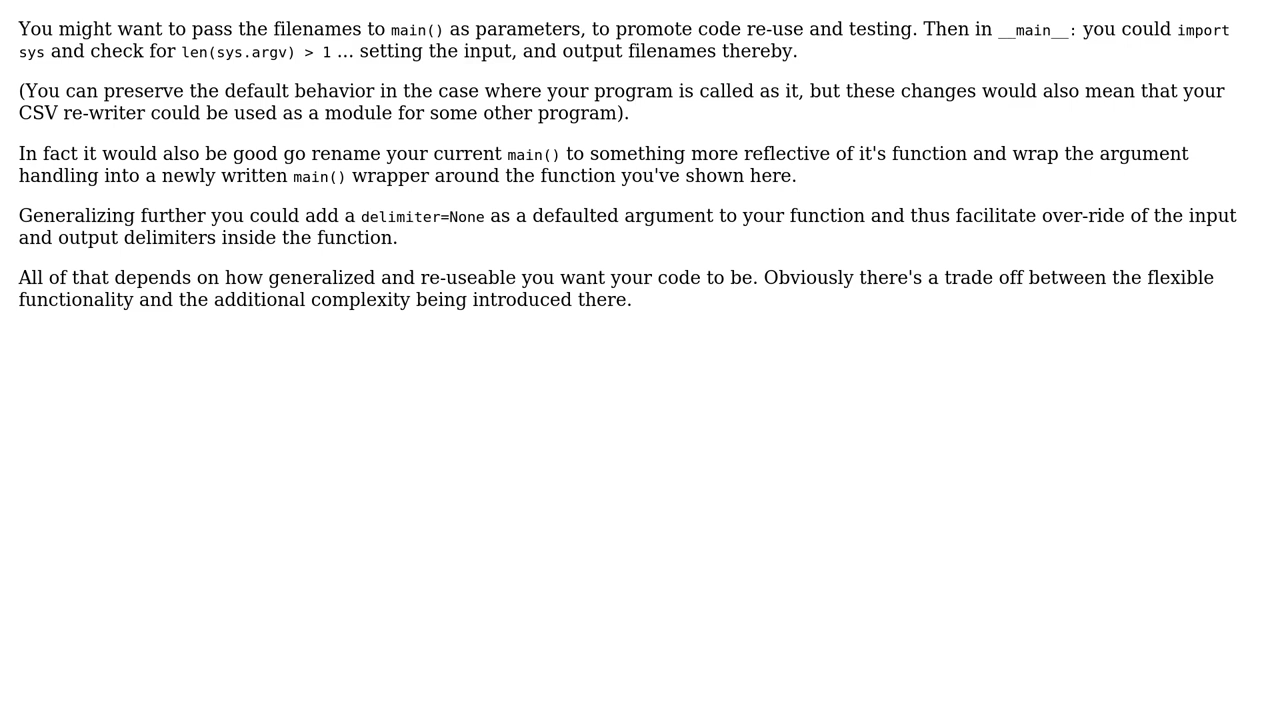 You might want to pass the filenames to main() as parameters, to promote code re-use and testing. Then in __main__: you could import
sys and check for len(sys.argv) > 1 ... setting the input, and output filenames thereby.
(You can preserve the default behavior in the case where your program is called as it, but these changes would also mean that your
CSV re-writer could be used as a module for some other program).
In fact it would also be good go rename your current main() to something more reflective of it's function and wrap the argument
handling into a newly written main() wrapper around the function you've shown here.
Generalizing further you could add a delimiter=None as a defaulted argument to your function and thus facilitate over-ride of the input
and output delimiters inside the function.
All of that depends on how generalized and re-useable you want your code to be. Obviously there's a trade off between the flexible
functionality and the additional complexity being introduced there.